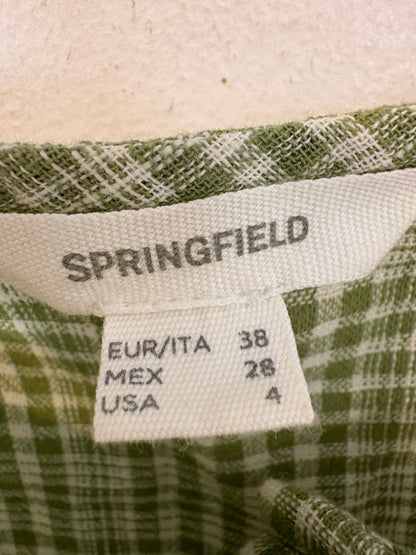 SPRINGFIELD
EUR/ITA 38
MEX 28
USA 4